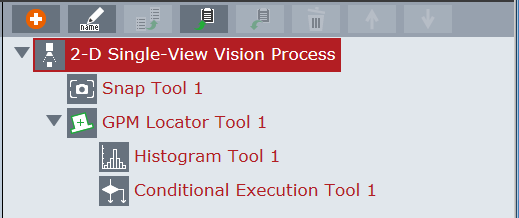 name
2-D Single-View Vision Process
Snap Tool 1
GPM Locator Tool 1
Histogram Tool 1
Conditional Execution Tool 1